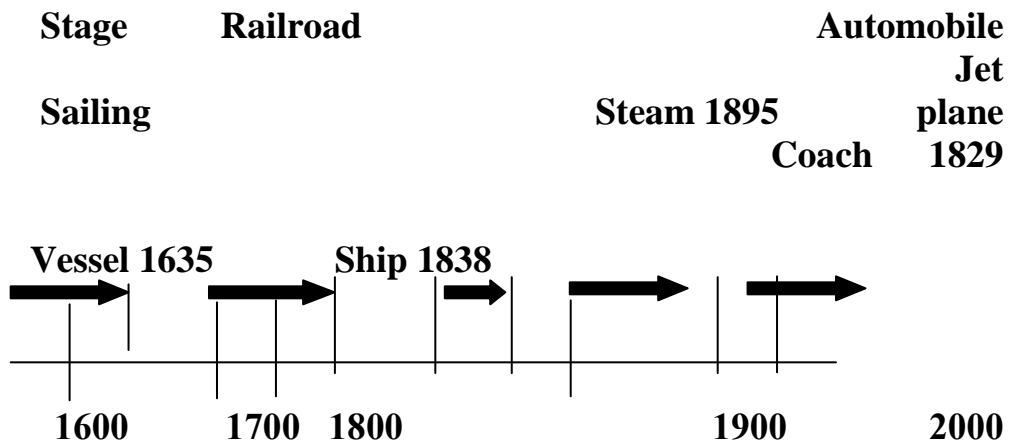 Stage Railroad Automobile
Jet
Sailing Steam 1895 plane
Coach 1829
Vessel 1635 Ship 1838
1600 1700 1800 1900 2000